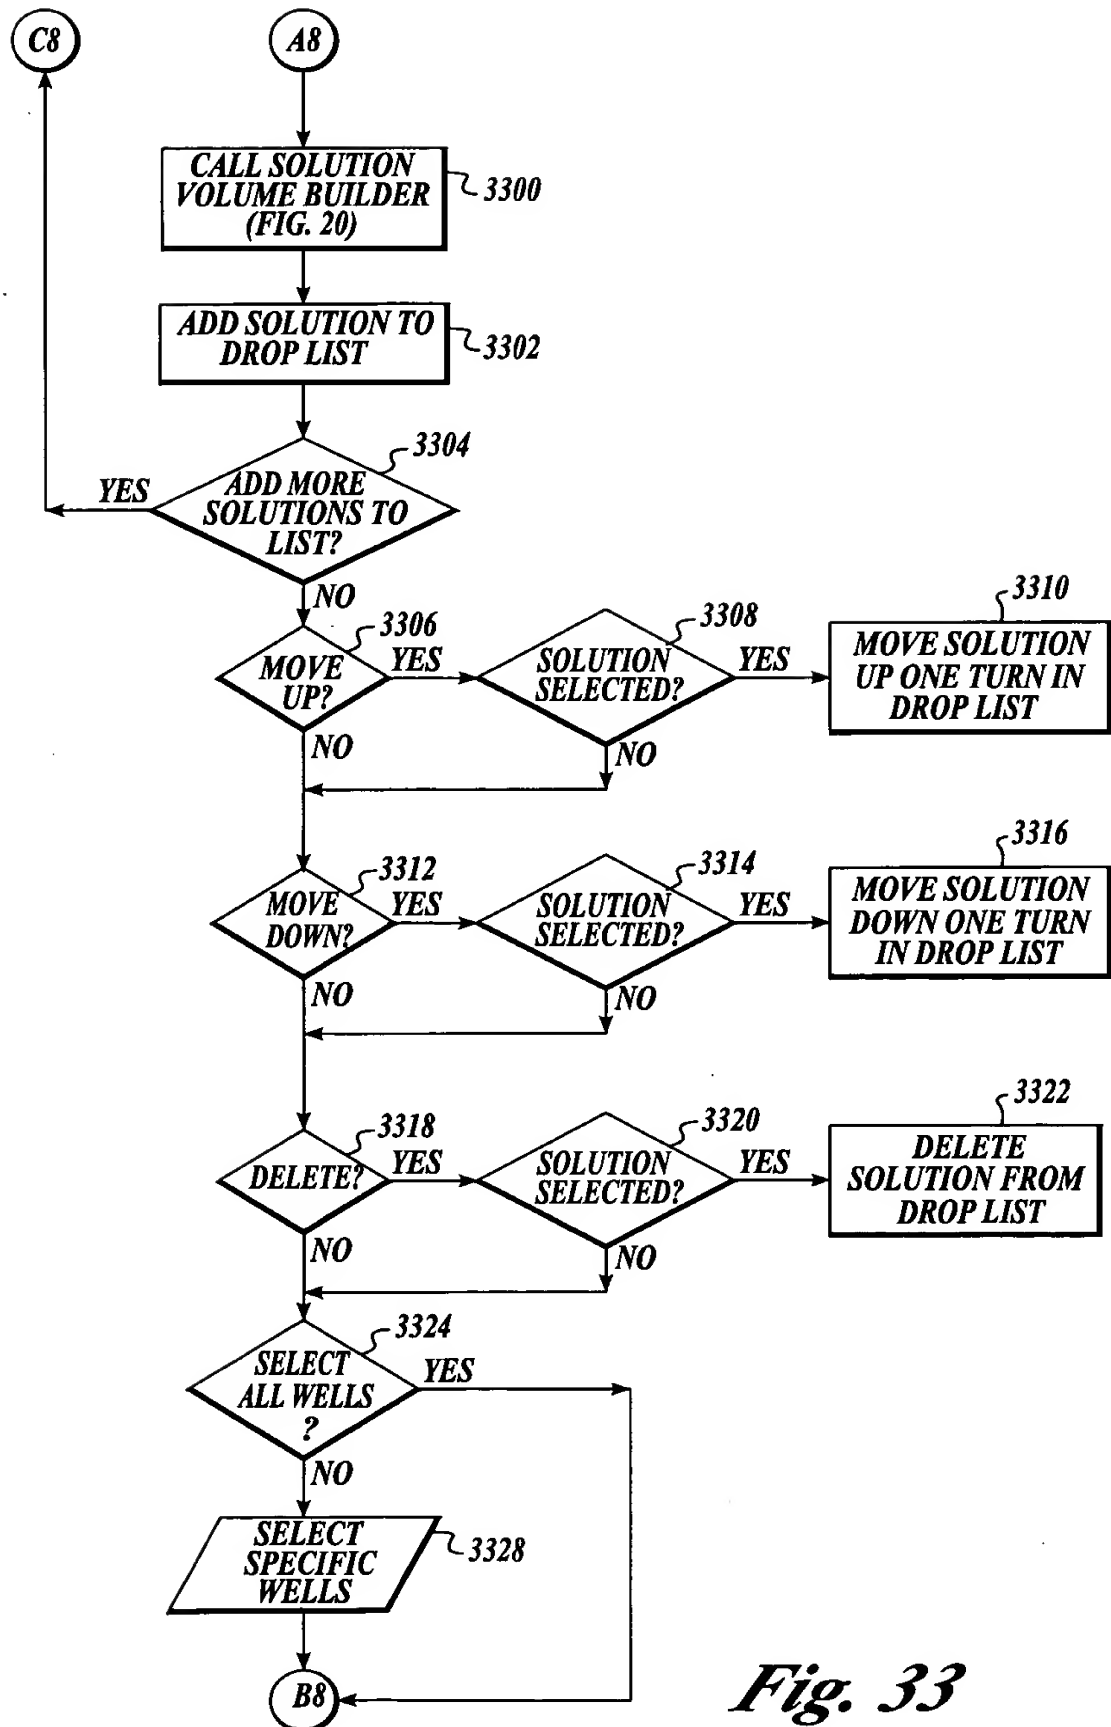 C8
A8
CALL SOLUTION
VOLUME BUILDER
(FIG. 20)
3300
ADD SOLUTION TO
DROP LIST
3302
3304
YES
ADD MORE
SOLUTIONS TO
LIST?
NO
3306
MOVE
UP?
YES
3308
SOLUTION
SELECTED?
YES
3310
MOVE SOLUTION
UP ONE TURN IN
DROP LIST
NO
NO
3312
MOVE
DOWN?
YES
3314
SOLUTION
SELECTED?
YES
3316
MOVE SOLUTION
DOWN ONE TURN
IN DROP LIST
NO
NO
3318
DELETE?
YES
3320
SOLUTION
SELECTED?
YES
3322
DELETE
SOLUTION FROM
DROP LIST
NO
NO
3324
SELECT
ALL WELLS
?
YES
NO
SELECT
SPECIFIC
WELLS
3328
B8
Fig. 33